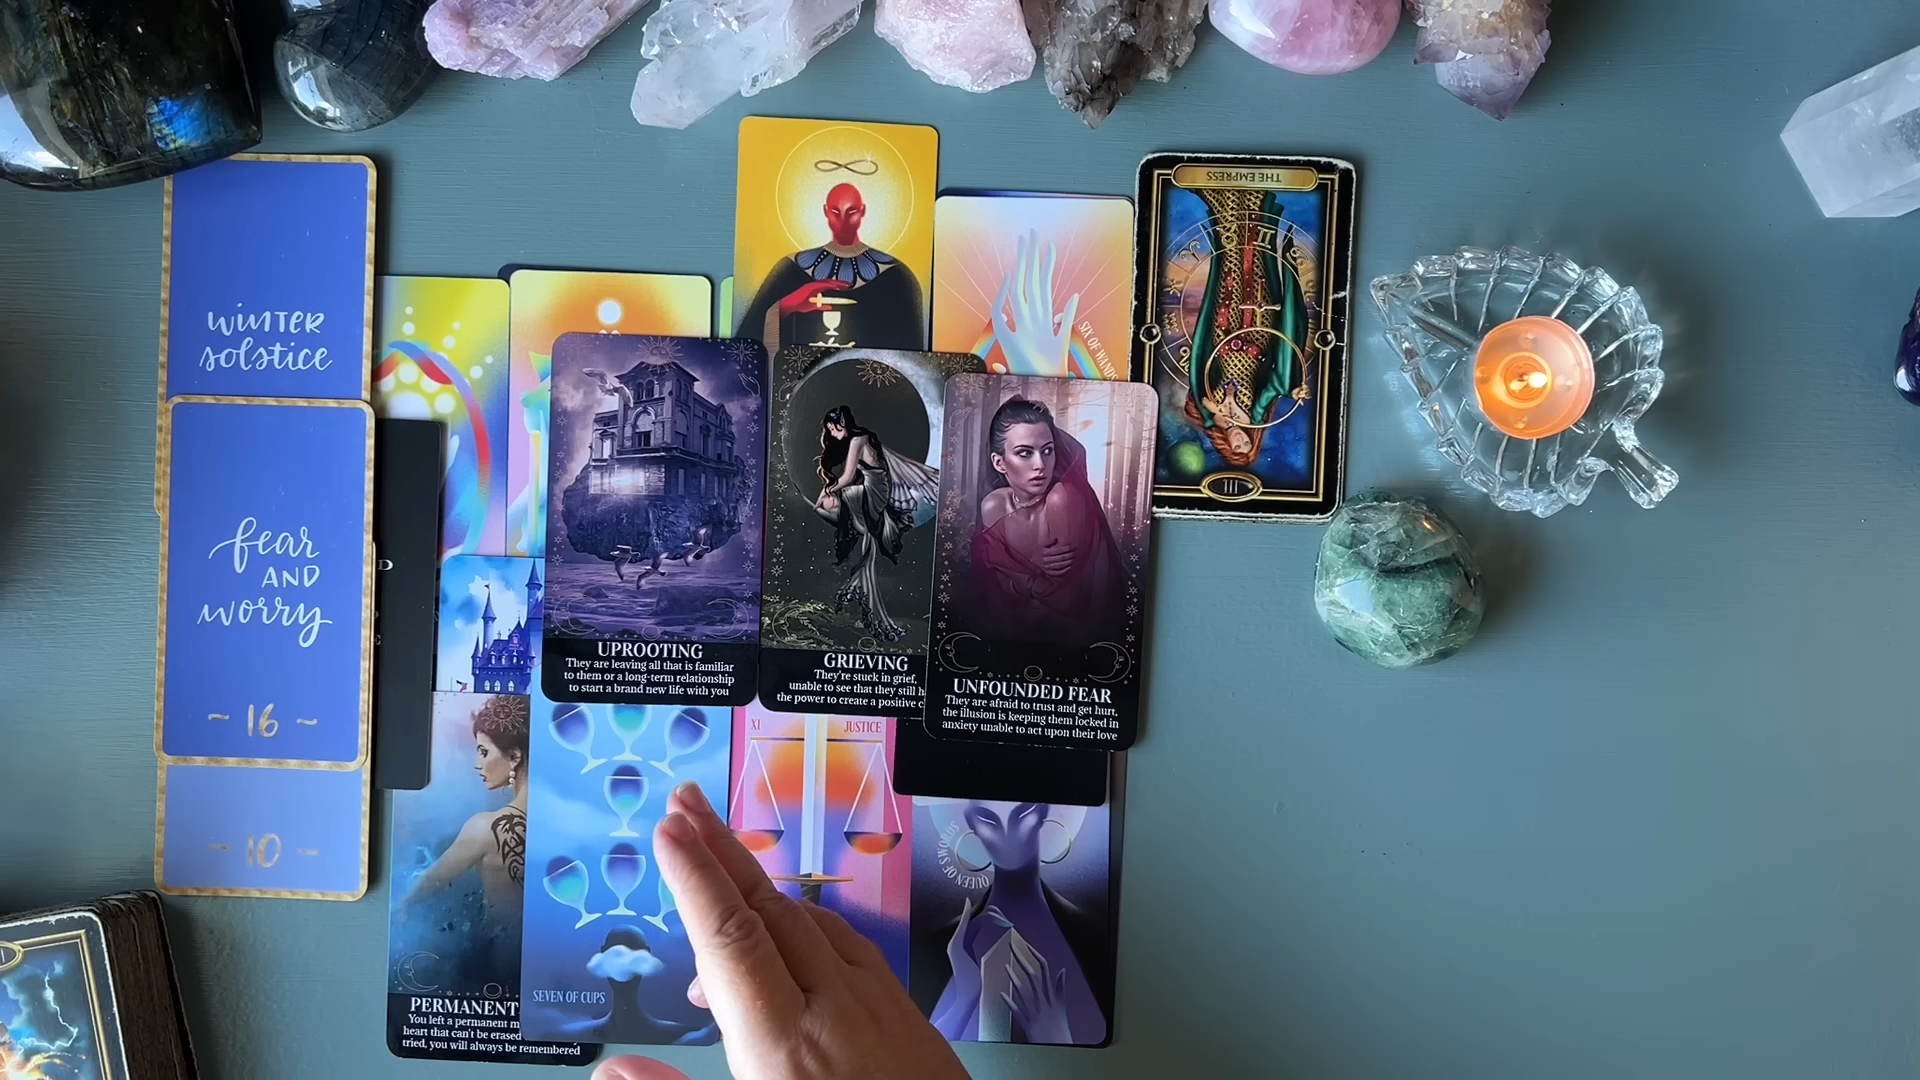 winter
solstice
fear
AND
worry
~ 16 ~
~ 10 ~
D
THE EMPRESS
III
SIX OF WANDS
UPROOTING
They are leaving all that is familiar
to them or a long-term relationship
to start a brand new life with you
GRIEVING
They're stuck in grief,
unable to see that they still h
the power to create a positive c
UNFOUNDED FEAR
They are afraid to trust and get hurt,
the illusion is keeping them locked in
anxiety unable to act upon their love
PERMANENT
You left a permanent m
heart that can't be erased
tried, you will always be remembered
SEVEN OF CUPS
XI JUSTICE
QUEEN OF SWORDS